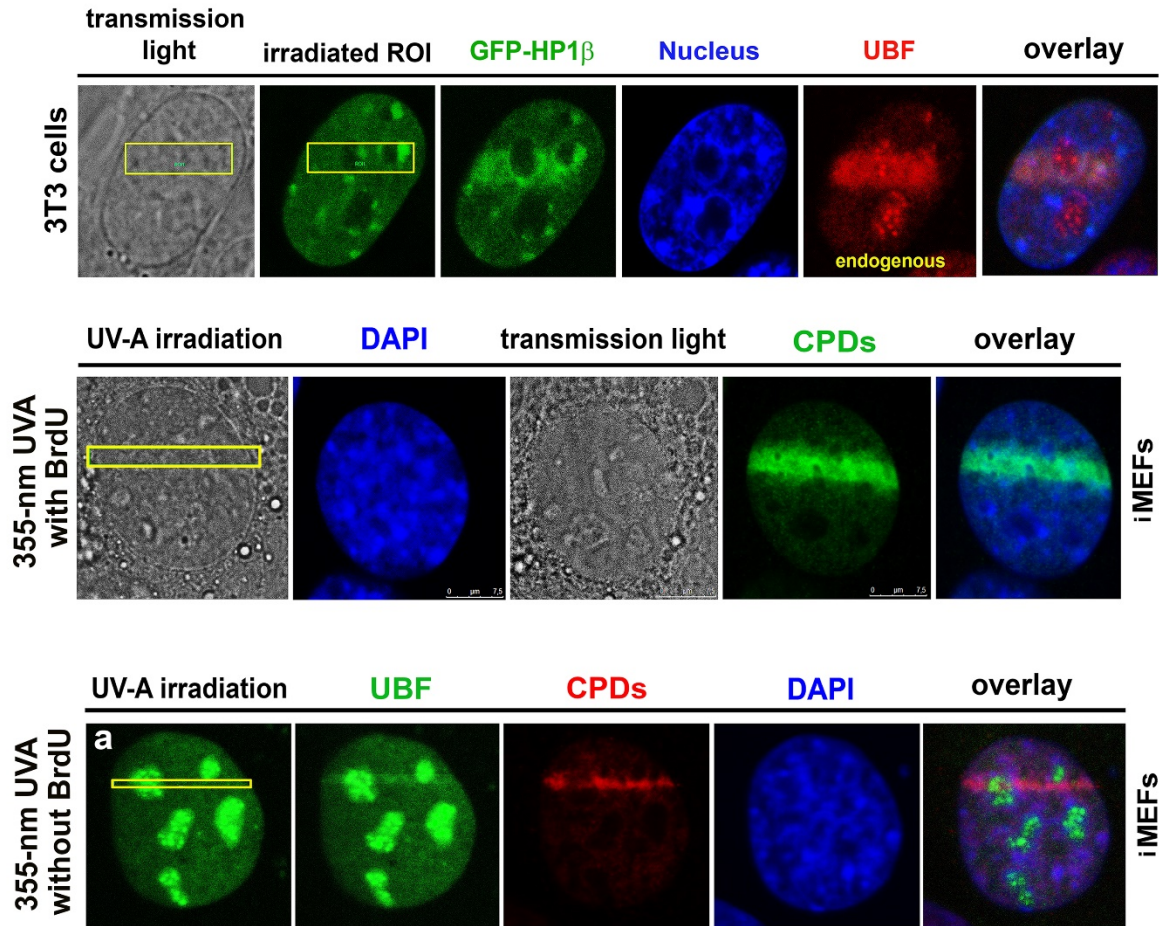 transmission
light
irradiated ROI
GFP-HP1β
Nucleus
UBF
overlay
3T3 cells
ROI1
endogenous
UV-A irradiation
DAPI
transmission light
CPDs
overlay
355-nm UVA
with BrdU
µm 7,5
µm 7,5
iMEFs
UV-A irradiation
UBF
CPDs
DAPI
overlay
355-nm UVA
without BrdU
a
iMEFs